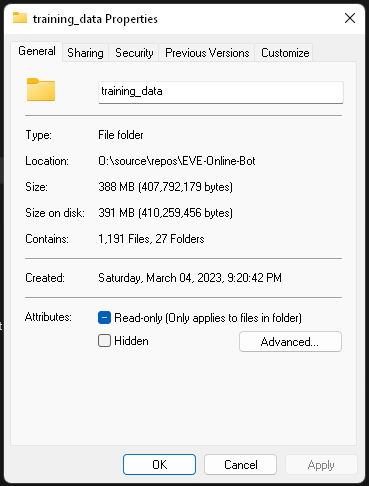 training_data Properties
General Sharing Security Previous Versions Customize
training_data
Type: File folder
Location: O:\source\repos\EVE-Online-Bot
Size: 388 MB (407,792,179 bytes)
Size on disk: 391 MB (410,259,456 bytes)
Contains: 1,191 Files, 27 Folders
Created: Saturday, March 04, 2023, 9:20:42 PM
Attributes: Read-only (Only applies to files in folder)
Hidden Advanced...
OK Cancel Apply